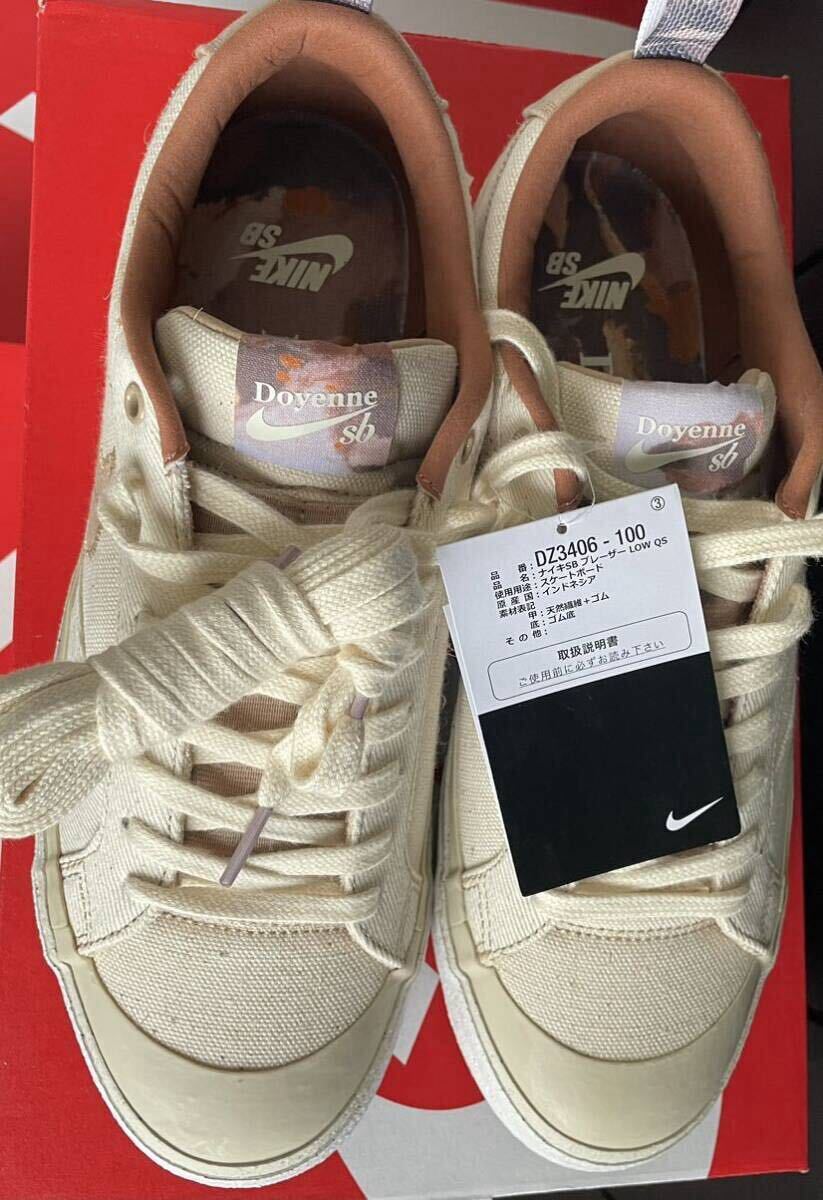 NIKE
SB
NIKE
SB
Doyenne
sb
Doyenne
sb
③
品 番：DZ3406 - 100
品 名：ナイキSB ブレーザー LOW QS
使用用途：スケートボード
原 産 国：インドネシア
素材表記
甲：天然繊維＋ゴム
底：ゴム底
その他：
取扱説明書
ご使用前に必ずお読み下さい